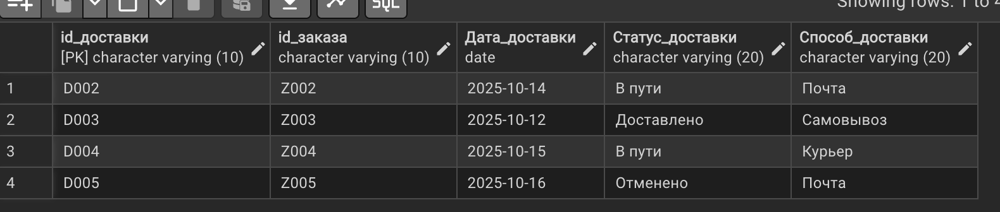 SQL
Showing rows: 1 to 4
id_доставки
[PK] character varying (10)
id_заказа
character varying (10)
Дата_доставки
date
Статус_доставки
character varying (20)
Способ_доставки
character varying (20)
1 D002 Z002 2025-10-14 В пути Почта
2 D003 Z003 2025-10-12 Доставлено Самовывоз
3 D004 Z004 2025-10-15 В пути Курьер
4 D005 Z005 2025-10-16 Отменено Почта